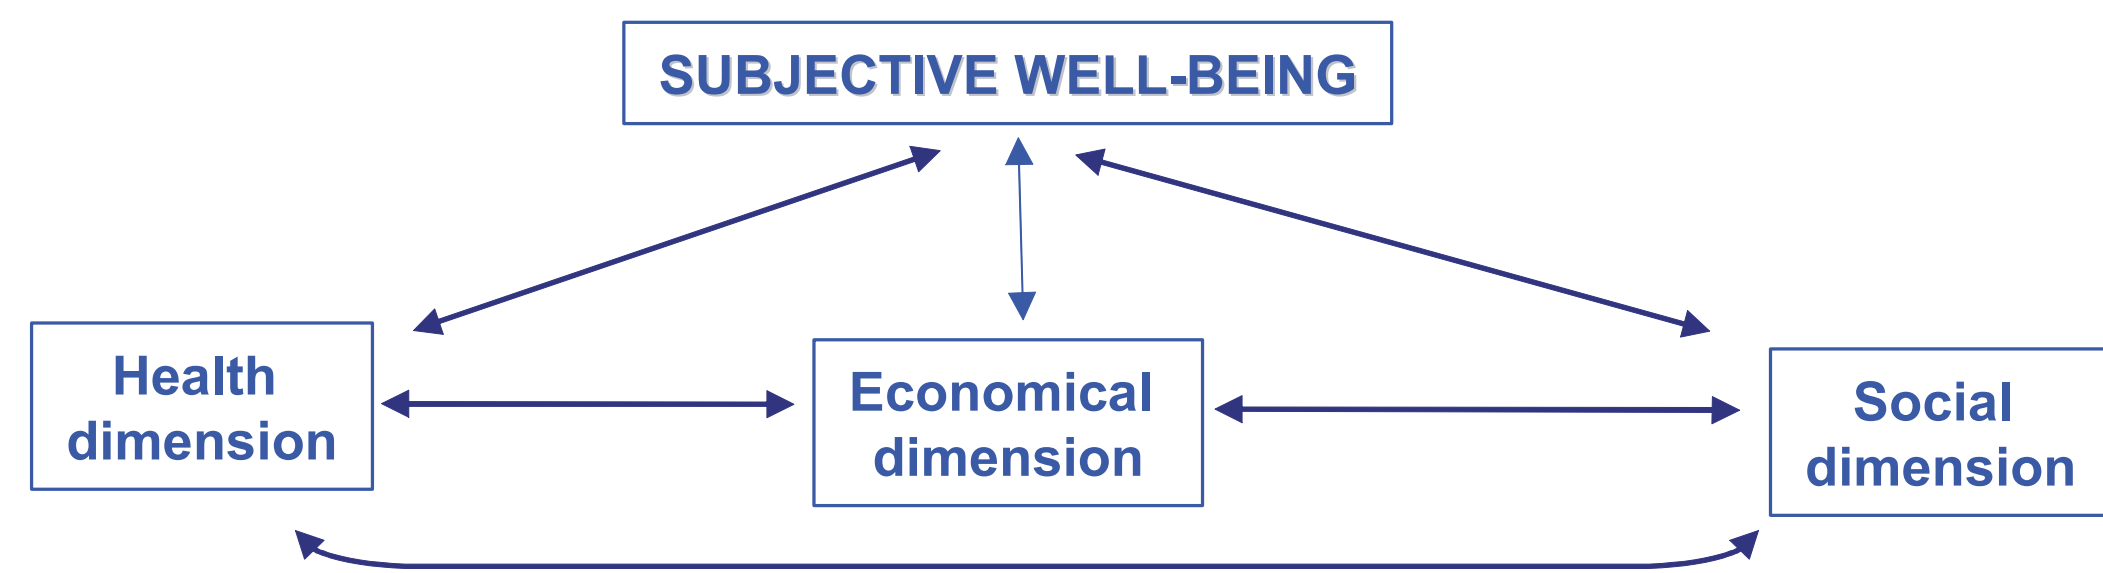 SUBJECTIVE WELL-BEING
Health
dimension
Economical
dimension
Social
dimension